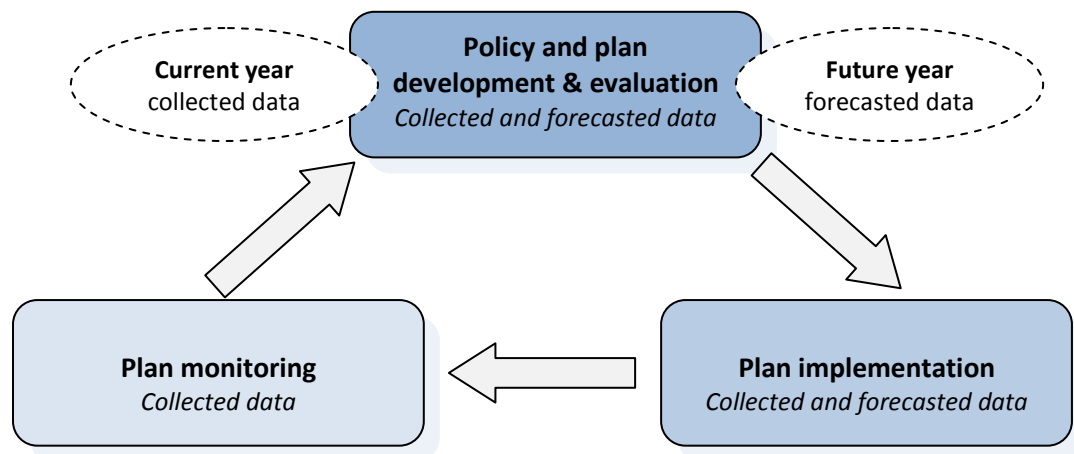 Current year
collected data
Policy and plan
development & evaluation
Collected and forecasted data
Future year
forecasted data
Plan monitoring
Collected data
Plan implementation
Collected and forecasted data